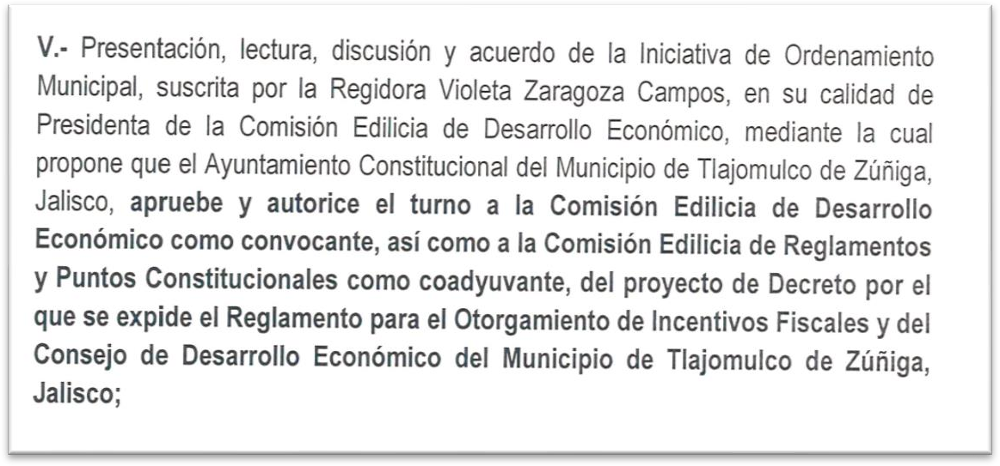 V.- Presentación, lectura, discusión y acuerdo de la Iniciativa de Ordenamiento
Municipal, suscrita por la Regidora Violeta Zaragoza Campos, en su calidad de
Presidenta de la Comisión Edilicia de Desarrollo Económico, mediante la cual
propone que el Ayuntamiento Constitucional del Municipio de Tlajomulco de Zúñiga,
Jalisco, apruebe y autorice el turno a la Comisión Edilicia de Desarrollo
Económico como convocante, así como a la Comisión Edilicia de Reglamentos
y Puntos Constitucionales como coadyuvante, del proyecto de Decreto por el
que se expide el Reglamento para el Otorgamiento de Incentivos Fiscales y del
Consejo de Desarrollo Económico del Municipio de Tlajomulco de Zúñiga,
Jalisco;